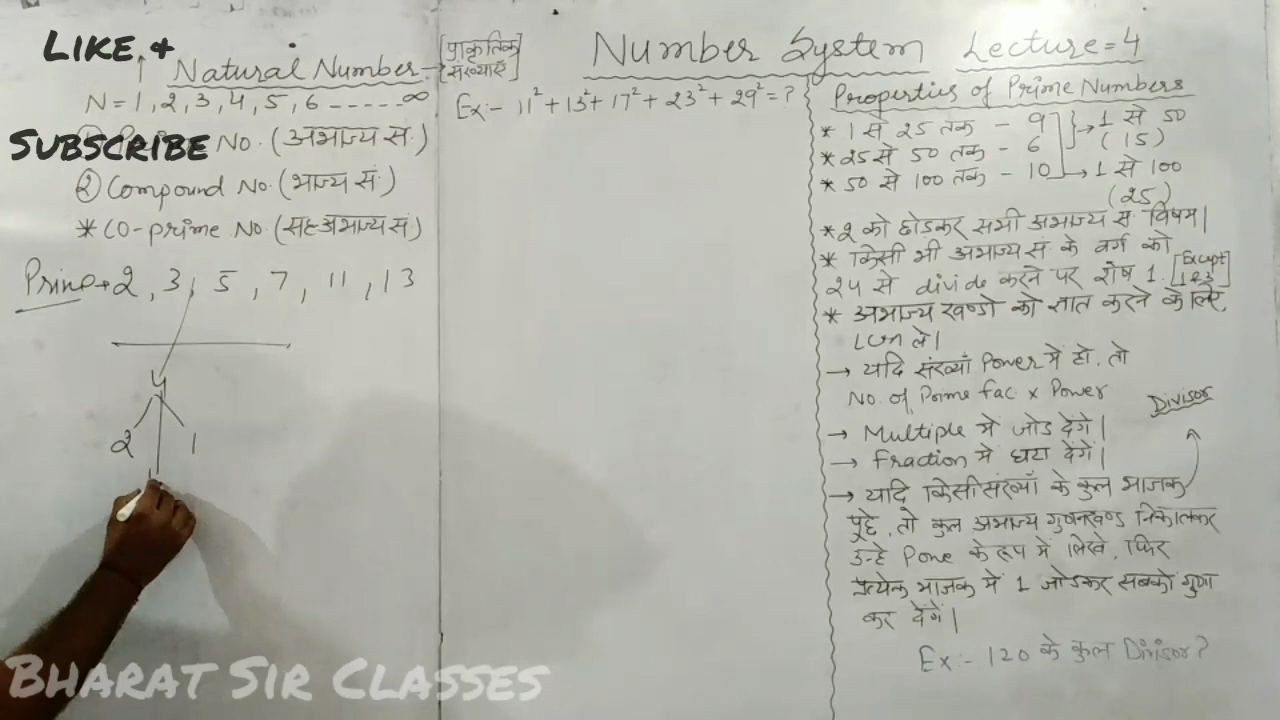 LIKE &
SUBSCRIBE
Natural Number → [प्राकृतिक संख्याएँ]
N = 1, 2, 3, 4, 5, 6 ------∞
No. (अभाज्य सं.)
② Compound No. (भाज्य सं.)
* CO-prime No. (सह-अभाज्य सं.)
Prime → 2, 3, 5, 7, 11, 13
4
2 1
Number System Lecture = 4
Ex:- 11² + 13² + 17² + 23² + 29² = ?
Properties of Prime Numbers
* 1 से 25 तक - 9
* 25 से 50 तक - 6
→ 1 से 50 (15)
* 50 से 100 तक - 10 → 1 से 100
(25)
* 2 को छोडकर सभी अभाज्य सं. विषम।
* किसी भी अभाज्य सं. के वर्ग को
24 से divide करने पर शेष 1. [Except 1 2 3]
* अभाज्य खण्डो को ज्ञात करने के लिए,
LCM ले।
→ यदि संख्याँ Power में हो, तो
No. of Prime fac. x Power
→ Multiple में जोड देंगे।
→ Fraction में घटा देंगें।
Divisor
→ यदि किसी संख्याँ के कुल भाजक
पूछे, तो कुल अभाज्य गुणनखण्ड निकालकर
उन्हे के रूप में लिखे, फिर
प्रत्येक भाजक में 1 जोडकर सबको गुणा
कर देंगें।
Ex:- 120 के कुल Divisor?
BHARAT SIR CLASSES